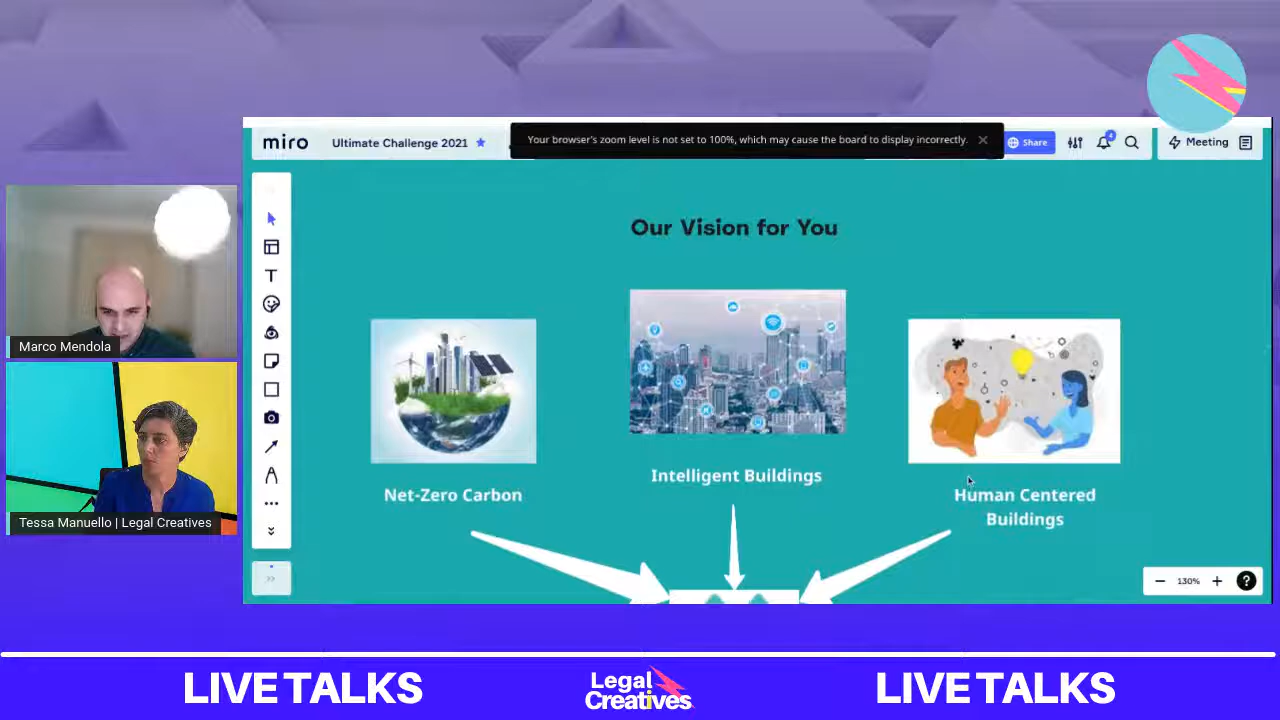 miro
Ultimate Challenge 2021
Your browser's zoom level is not set to 100%, which may cause the board to display incorrectly.
Share
4
Meeting
Our Vision for You
Net-Zero Carbon
Intelligent Buildings
Human Centered
Buildings
130%
Marco Mendola
Tessa Manuello | Legal Creatives
LIVE TALKS
Legal
Creatives
LIVE TALKS